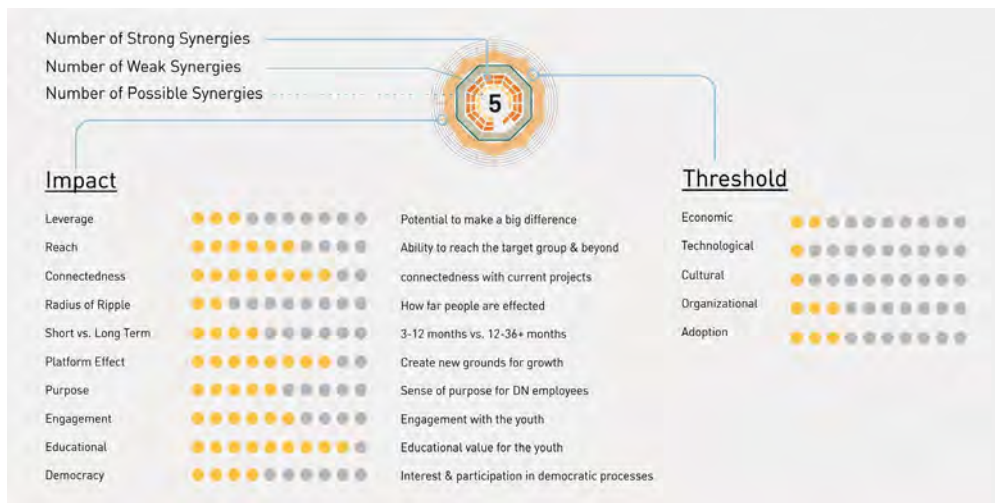 Number of Strong Synergies
Number of Weak Synergies
Number of Possible Synergies
5
Impact
Leverage
Potential to make a big difference
Reach
Ability to reach the target group & beyond
Connectedness
connectedness with current projects
Radius of Ripple
How far people are effected
Short vs. Long Term
3-12 months vs. 12-36+ months
Platform Effect
Create new grounds for growth
Purpose
Sense of purpose for DN employees
Engagement
Engagement with the youth
Educational
Educational value for the youth
Democracy
Interest & participation in democratic processes
Threshold
Economic
Technological
Cultural
Organizational
Adoption